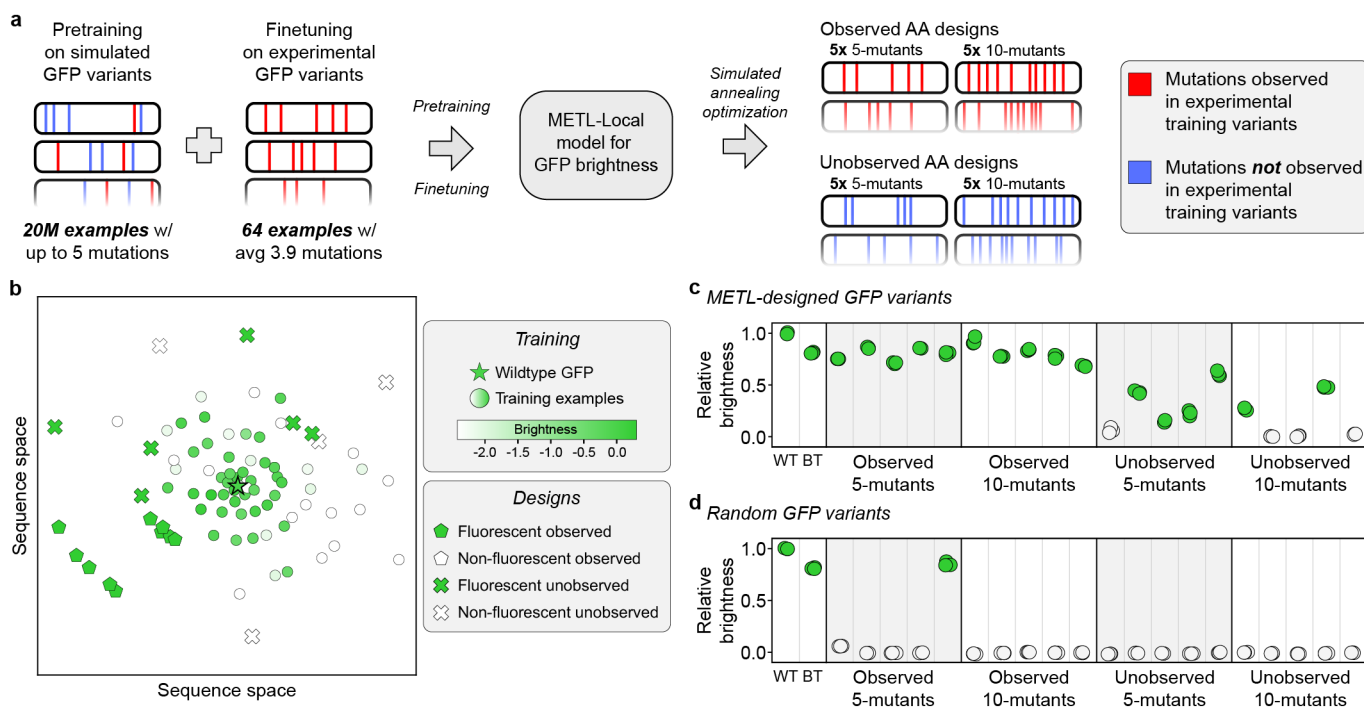 a
Pretraining
on simulated
GFP variants
20M examples w/
up to 5 mutations
Finetuning
on experimental
GFP variants
64 examples w/
avg 3.9 mutations
Pretraining
Finetuning
METL-Local
model for
GFP brightness
Simulated
annealing
optimization
Observed AA designs
5x 5-mutants
5x 10-mutants
Unobserved AA designs
5x 5-mutants
5x 10-mutants
Mutations observed
in experimental
training variants
Mutations not observed
in experimental
training variants
b
Sequence space
Sequence space
Training
Wildtype GFP
Training examples
Brightness
-2.0 -1.5 -1.0 -0.5 0.0
Designs
Fluorescent observed
Non-fluorescent observed
Fluorescent unobserved
Non-fluorescent unobserved
c METL-designed GFP variants
Relative
brightness
1.0
0.5
0.0
WT BT
Observed
5-mutants
Observed
10-mutants
Unobserved
5-mutants
Unobserved
10-mutants
d Random GFP variants
Relative
brightness
1.0
0.5
0.0
WT BT
Observed
5-mutants
Observed
10-mutants
Unobserved
5-mutants
Unobserved
10-mutants